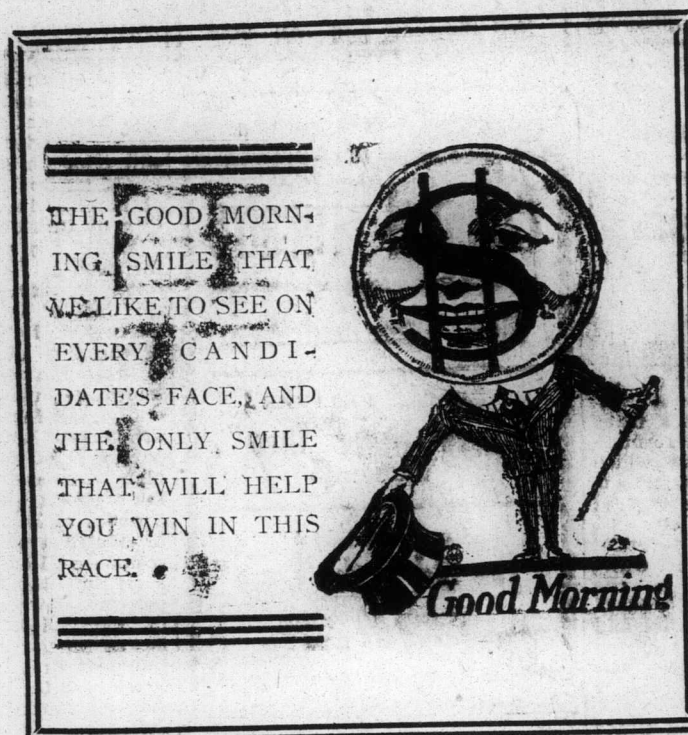 THE GOOD MORN-
ING SMILE THAT
WE LIKE TO SEE ON
EVERY CANDI-
DATE'S FACE, AND
THE ONLY SMILE
THAT WILL HELP
YOU WIN IN THIS
RACE.
$
Good Morning